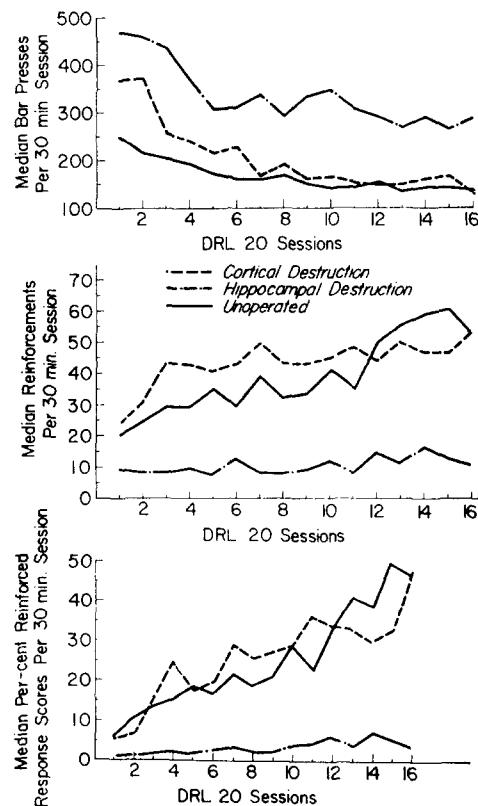 Median Bar Presses
Per 30 min Session
500
400
300
200
100
2 4 6 8 10 12 14 16
DRL 20 Sessions
Median Reinforcements
Per 30 min. Session
70
60
50
40
30
20
10
0
Cortical Destruction
Hippocampal Destruction
Unoperated
2 4 6 8 10 12 14 16
DRL 20 Sessions
Median Per-cent Reinforced
Response Scores Per 30 min. Session
50
40
30
20
10
0
2 4 6 8 10 12 14 16
DRL 20 Sessions